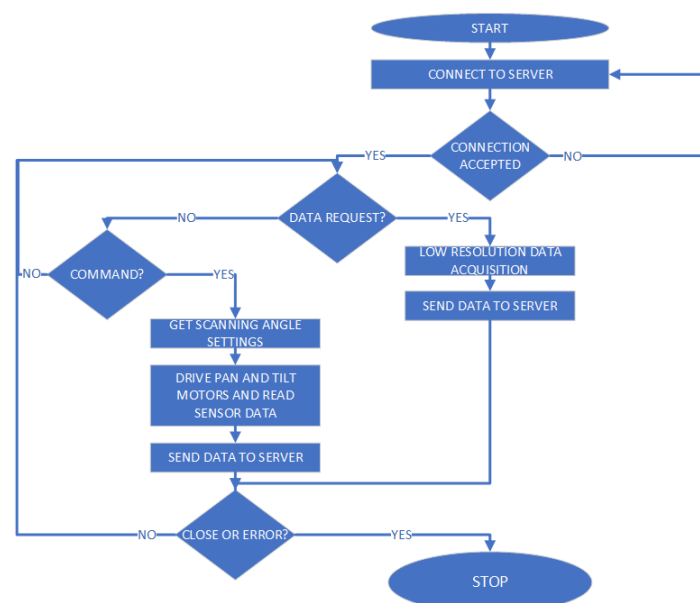 START
CONNECT TO SERVER
CONNECTION
ACCEPTED
YES
NO
DATA REQUEST?
NO
YES
COMMAND?
NO
YES
LOW RESOLUTION DATA
ACQUISITION
SEND DATA TO SERVER
GET SCANNING ANGLE
SETTINGS
DRIVE PAN AND TILT
MOTORS AND READ
SENSOR DATA
SEND DATA TO SERVER
CLOSE OR ERROR?
NO
YES
STOP